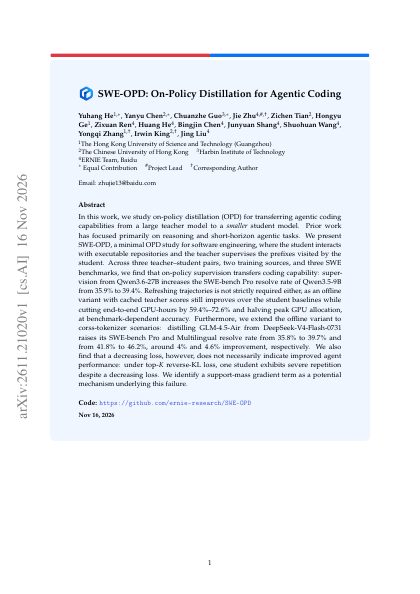 SWE-OPD: On-Policy Distillation for Agentic Coding
Yuhang He1,*, Yanyu Chen2,*, Chuanzhe Guo3,*, Jie Zhu4,#,†, Zichen Tian2, Hongyu
Ge1, Zixuan Ren4, Huang He4, Bingjin Chen4, Junyuan Shang4, Shuohuan Wang4,
Yongqi Zhang1,†, Irwin King2,†, Jing Liu4
1The Hong Kong University of Science and Technology (Guangzhou)
2The Chinese University of Hong Kong 3Harbin Institute of Technology
4ERNIE Team, Baidu
* Equal Contribution #Project Lead †Corresponding Author
Email: zhujie13@baidu.com
Abstract
In this work, we study on-policy distillation (OPD) for transferring agentic coding
capabilities from a large teacher model to a smaller student model. Prior work
has focused primarily on reasoning and short-horizon agentic tasks. We present
SWE-OPD, a minimal OPD study for software engineering, where the student interacts
with executable repositories and the teacher supervises the prefixes visited by the
student. Across three teacher–student pairs, two training sources, and three SWE
benchmarks, we find that on-policy supervision transfers coding capability: super-
vision from Qwen3.6-27B increases the SWE-bench Pro resolve rate of Qwen3.5-9B
from 35.9% to 39.4%. Refreshing trajectories is not strictly required either, as an offline
variant with cached teacher scores still improves over the student baselines while
cutting end-to-end GPU-hours by 59.4%–72.6% and halving peak GPU allocation,
at benchmark-dependent accuracy. Furthermore, we extend the offline variant to
corss-tokenizer scenarios: distilling GLM-4.5-Air from DeepSeek-V4-Flash-0731
raises its SWE-bench Pro and Multilingual resolve rate from 35.8% to 39.7% and
from 41.8% to 46.2%, around 4% and 4.6% improvement, respectively. We also
find that a decreasing loss, however, does not necessarily indicate improved agent
performance: under top-K reverse-KL loss, one student exhibits severe repetition
despite a decreasing loss. We identify a support-mass gradient term as a potential
mechanism underlying this failure.
Code: https://github.com/ernie-research/SWE-OPD
Nov 16, 2026
arXiv:2611.21020v1 [cs.AI] 16 Nov 2026
1